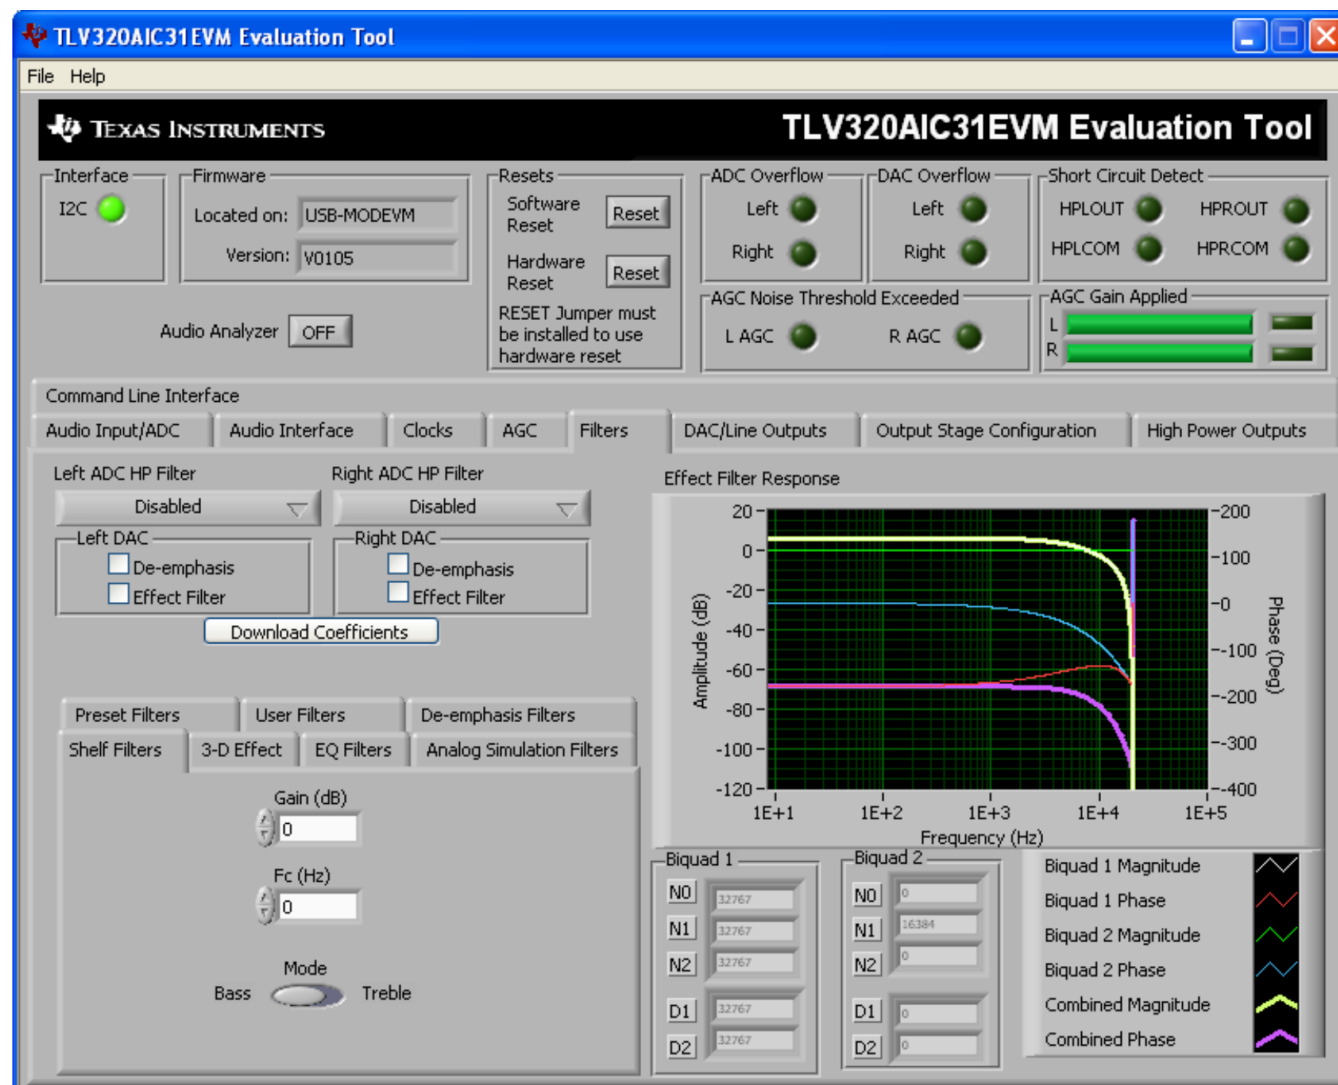 TLV320AIC31EVM Evaluation Tool
File Help
TEXAS INSTRUMENTS
TLV320AIC31EVM Evaluation Tool
Interface
I2C
Firmware
Located on: USB-MODEVM
Version: V0105
Audio Analyzer OFF
Resets
Software Reset Reset
Hardware Reset Reset
RESET Jumper must
be installed to use
hardware reset
ADC Overflow
Left
Right
DAC Overflow
Left
Right
Short Circuit Detect
HPLOUT HPROUT
HPLCOM HPRCOM
AGC Noise Threshold Exceeded
L AGC R AGC
AGC Gain Applied
L
R
Command Line Interface
Audio Input/ADC Audio Interface Clocks AGC Filters DAC/Line Outputs Output Stage Configuration High Power Outputs
Left ADC HP Filter Right ADC HP Filter
Disabled Disabled
Left DAC
De-emphasis
Effect Filter
Right DAC
De-emphasis
Effect Filter
Download Coefficients
Preset Filters User Filters De-emphasis Filters
Shelf Filters 3-D Effect EQ Filters Analog Simulation Filters
Gain (dB)
0
Fc (Hz)
0
Mode
Bass Treble
Effect Filter Response
Amplitude (dB)
20
0
-20
-40
-60
-80
-100
-120
200
100
0
-100
-200
-300
-400
Phase (Deg)
1E+1 1E+2 1E+3 1E+4 1E+5
Frequency (Hz)
Biquad 1
N0 32767
N1 32767
N2 32767
D1 32767
D2 32767
Biquad 2
N0 0
N1 16384
N2 0
D1 0
D2 0
Biquad 1 Magnitude
Biquad 1 Phase
Biquad 2 Magnitude
Biquad 2 Phase
Combined Magnitude
Combined Phase